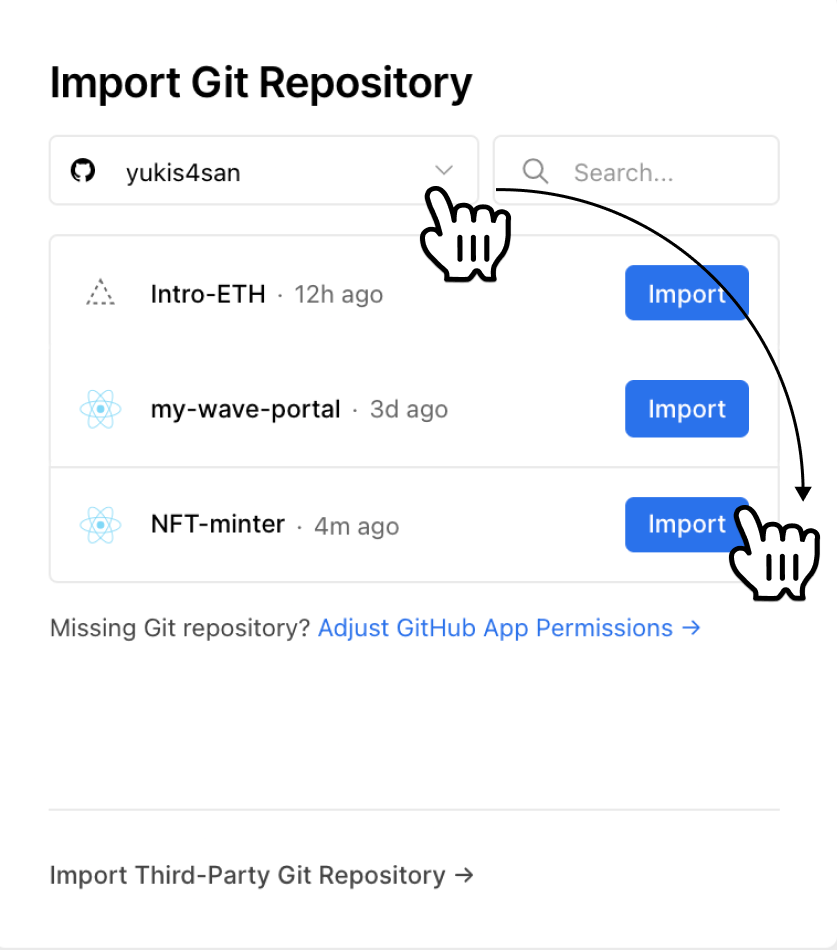 Import Git Repository
yukis4san
Search...
Intro-ETH · 12h ago
Import
my-wave-portal · 3d ago
Import
NFT-minter · 4m ago
Import
Missing Git repository? Adjust GitHub App Permissions →
Import Third-Party Git Repository →